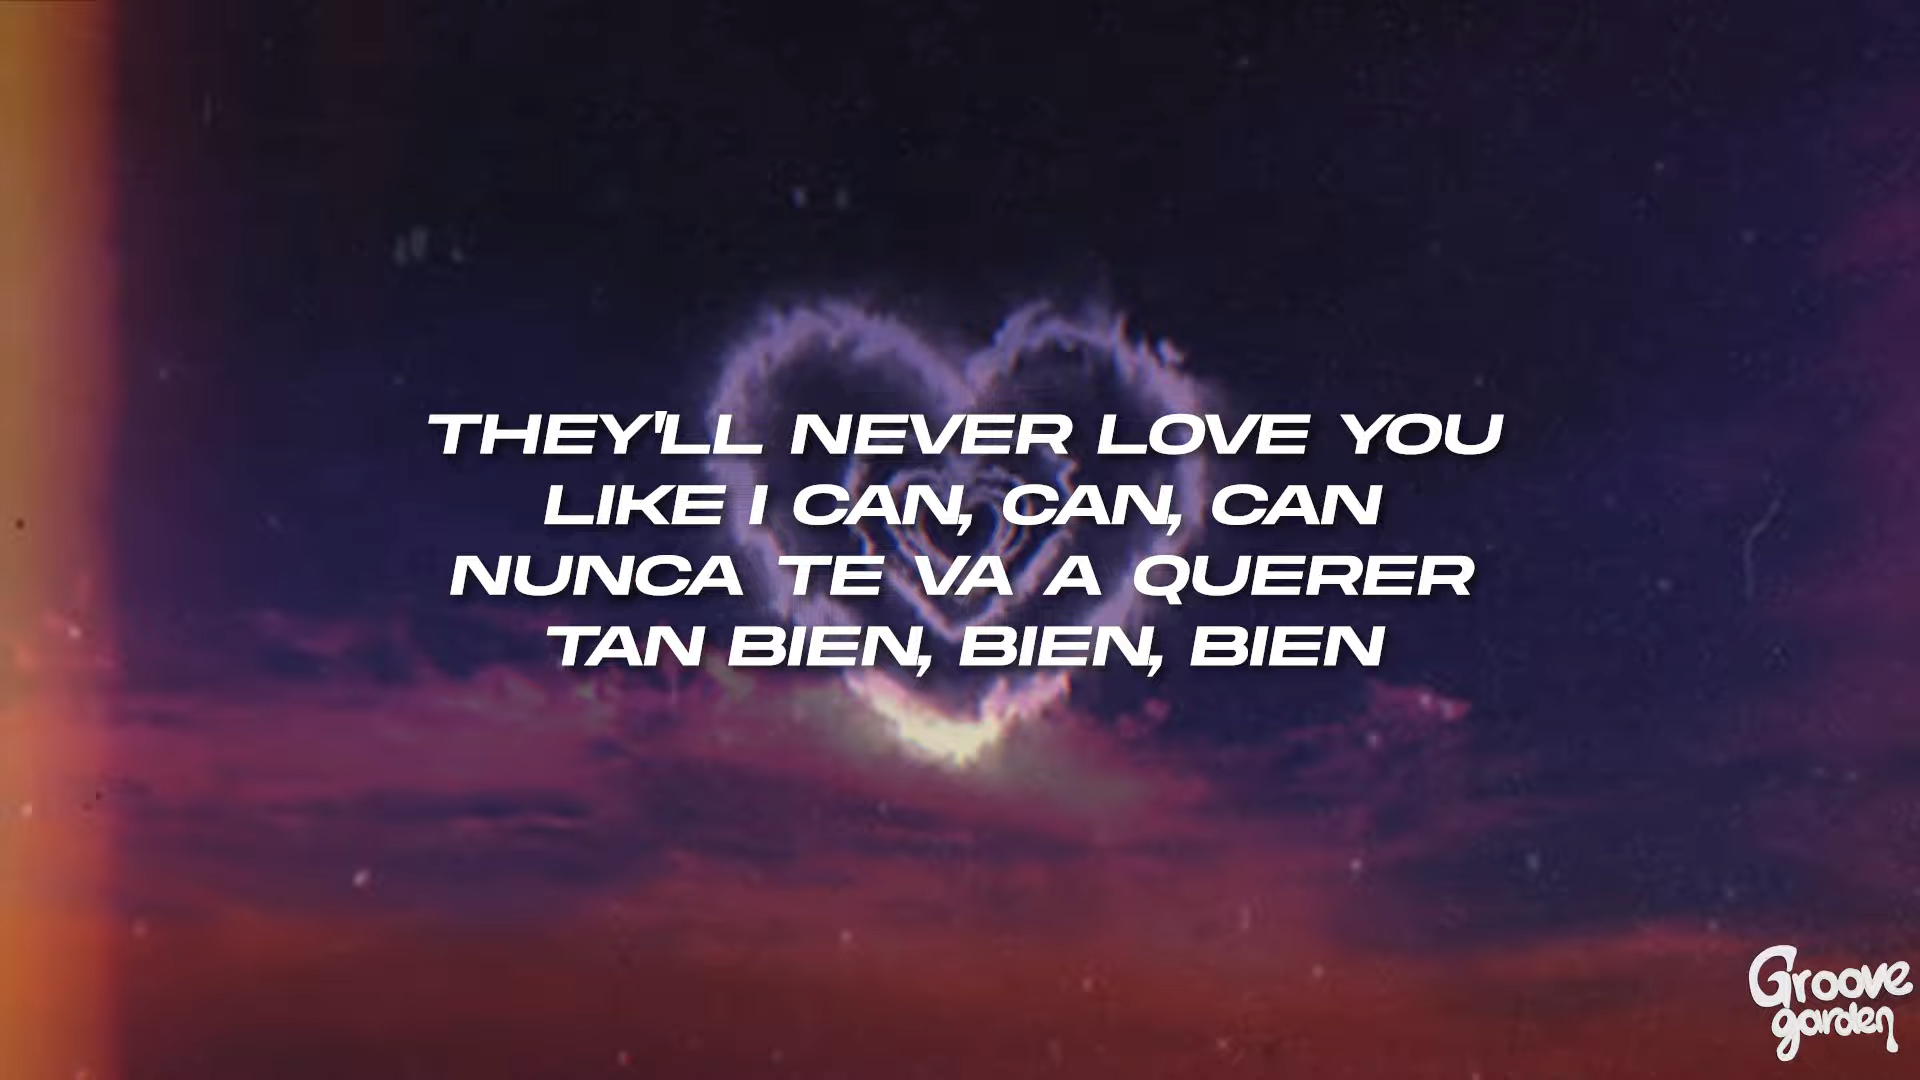 THEY'LL NEVER LOVE YOU
LIKE I CAN, CAN, CAN
NUNCA TE VA A QUERER
TAN BIEN, BIEN, BIEN
Groove
garden